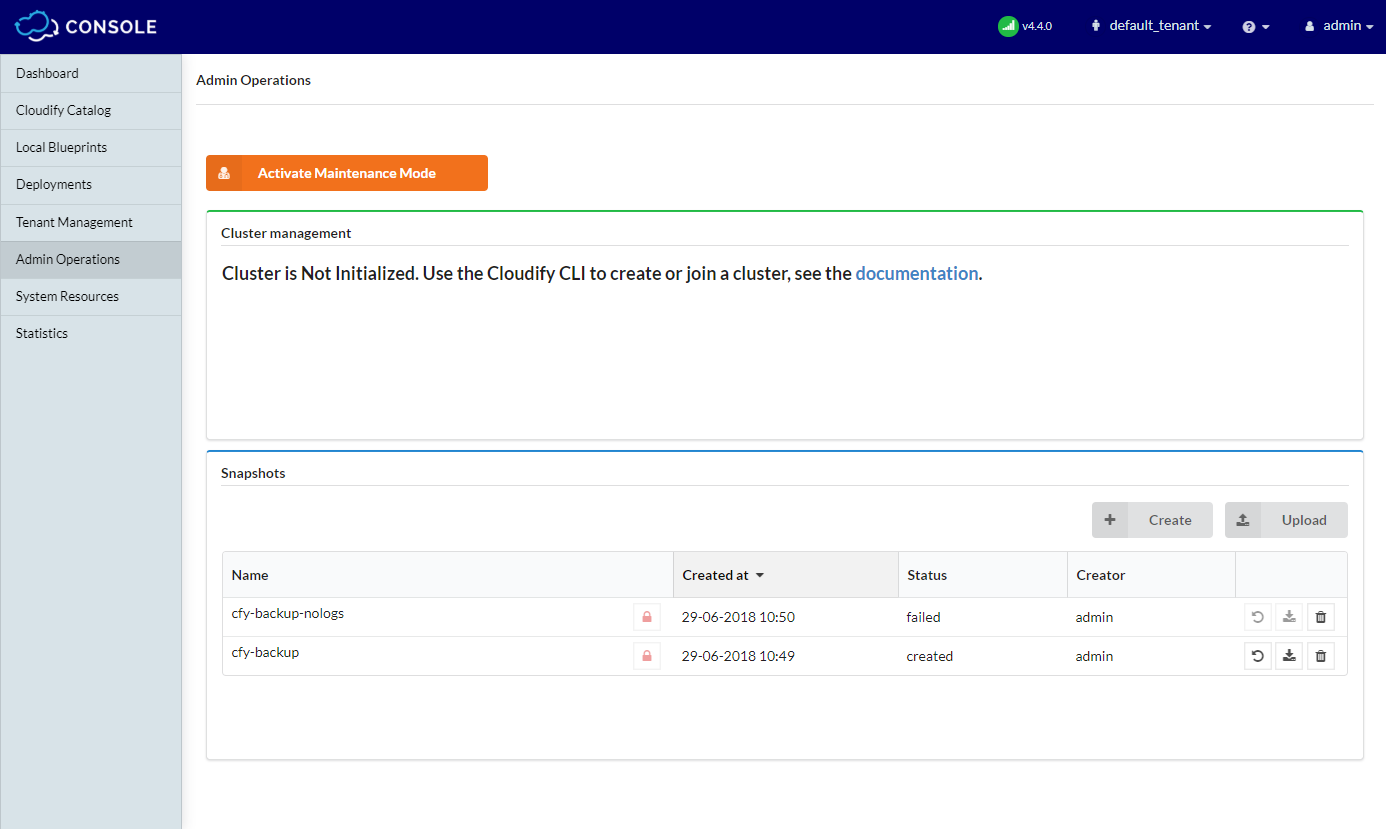 CONSOLE
v4.4.0
default_tenant
admin
Dashboard
Cloudify Catalog
Local Blueprints
Deployments
Tenant Management
Admin Operations
System Resources
Statistics
Admin Operations
Activate Maintenance Mode
Cluster management
Cluster is Not Initialized. Use the Cloudify CLI to create or join a cluster, see the documentation.
Snapshots
Create
Upload
Name
Created at
Status
Creator
cfy-backup-nologs
29-06-2018 10:50
failed
admin
cfy-backup
29-06-2018 10:49
created
admin